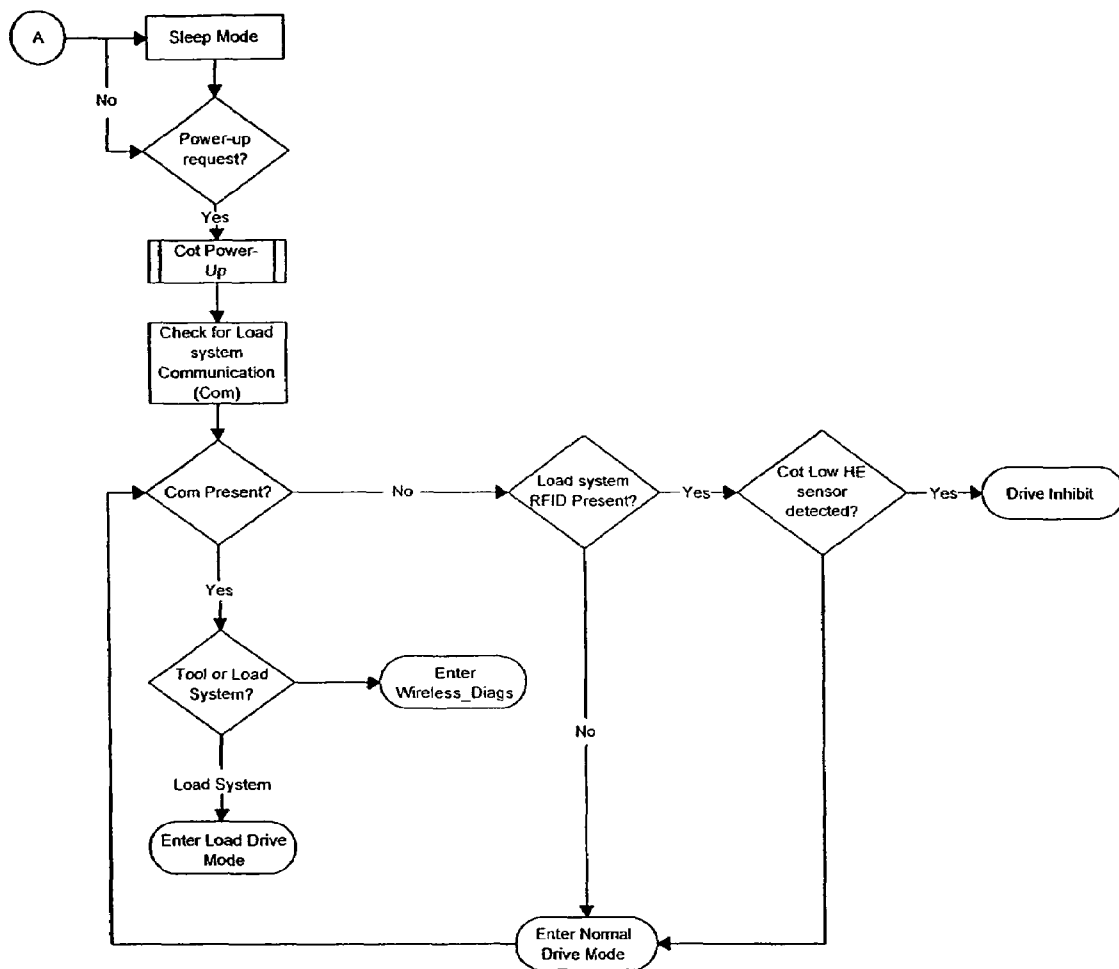 A
Sleep Mode
No
Power-up
request?
Yes
Cot Power-
Up
Check for Load
system
Communication
(Com)
Com Present?
No
Load system
RFID Present?
Yes
Cot Low HE
sensor
detected?
Yes
Drive Inhibit
Yes
Tool or Load
System?
Enter
Wireless_Diags
No
Load System
Enter Load Drive
Mode
Enter Normal
Drive Mode